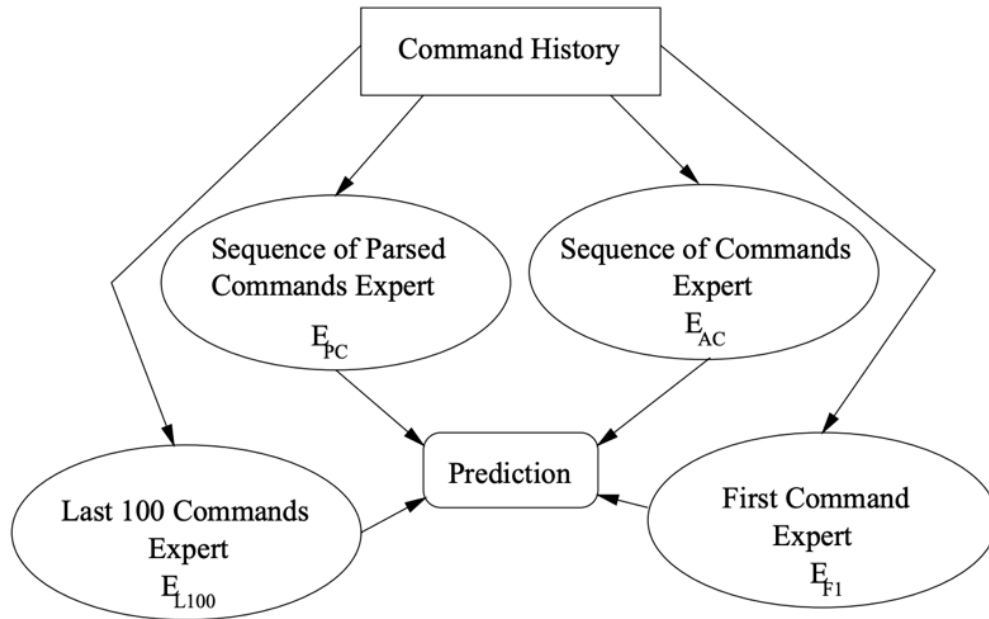 Command History
Sequence of Parsed
Commands Expert
E_PC
Sequence of Commands
Expert
E_AC
Prediction
Last 100 Commands
Expert
E_L100
First Command
Expert
E_F1